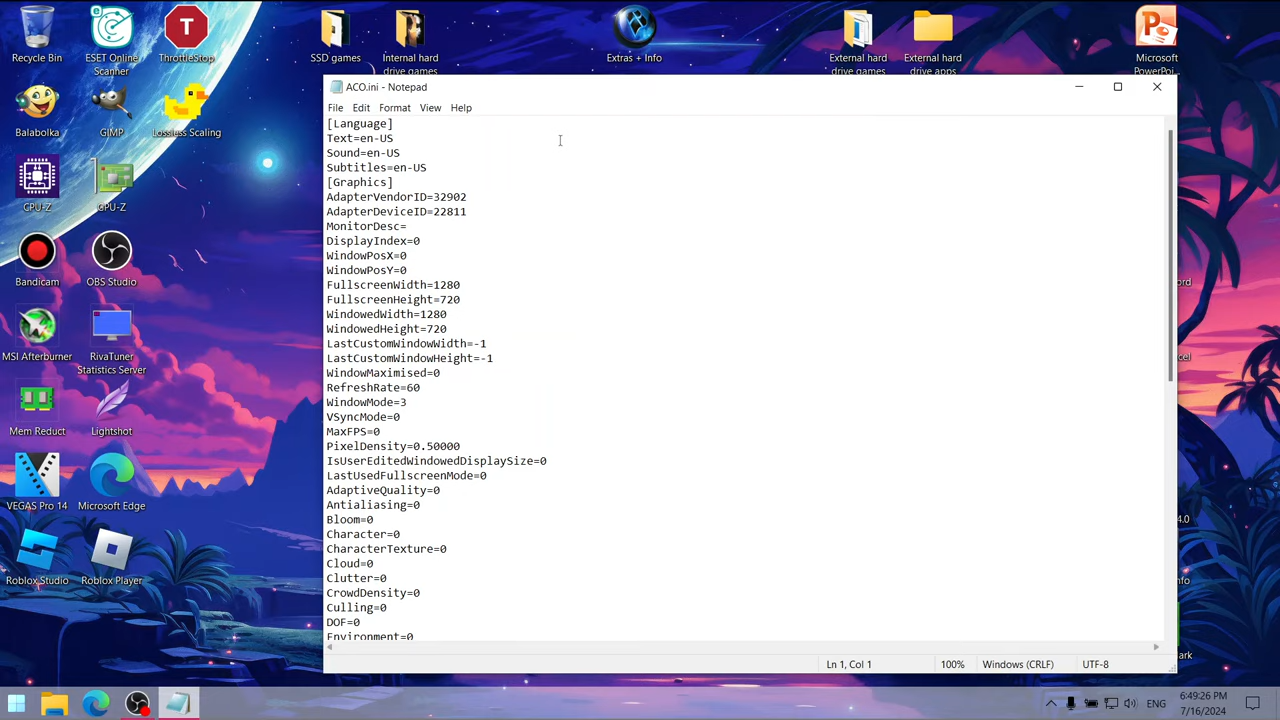 Recycle Bin
ESET Online
Scanner
T
ThrottleStop
SSD games
Internal hard
drive games
Extras + Info
External hard
drive games
External hard
drive apps
P
Microsoft
PowerPoi...
Balabolka
GIMP
Lossless Scaling
CPU-Z
GPU-Z
Bandicam
OBS Studio
MSI Afterburner
RivaTuner
Statistics Server
Mem Reduct
Lightshot
VEGAS Pro 14
Microsoft Edge
Roblox Studio
Roblox Player
ACO.ini - Notepad
File Edit Format View Help
[Language]
Text=en-US
Sound=en-US
Subtitles=en-US
[Graphics]
AdapterVendorID=32902
AdapterDeviceID=22811
MonitorDesc=
DisplayIndex=0
WindowPosX=0
WindowPosY=0
FullscreenWidth=1280
FullscreenHeight=720
WindowedWidth=1280
WindowedHeight=720
LastCustomWindowWidth=-1
LastCustomWindowHeight=-1
WindowMaximised=0
RefreshRate=60
WindowMode=3
VSyncMode=0
MaxFPS=0
PixelDensity=0.50000
IsUserEditedWindowedDisplaySize=0
LastUsedFullscreenMode=0
AdaptiveQuality=0
Antialiasing=0
Bloom=0
Character=0
CharacterTexture=0
Cloud=0
Clutter=0
CrowdDensity=0
Culling=0
DOF=0
Environment=0
Ln 1, Col 1
100%
Windows (CRLF)
UTF-8
ord
cel
4.0
nfo
ark
ENG
6:49:26 PM
7/16/2024